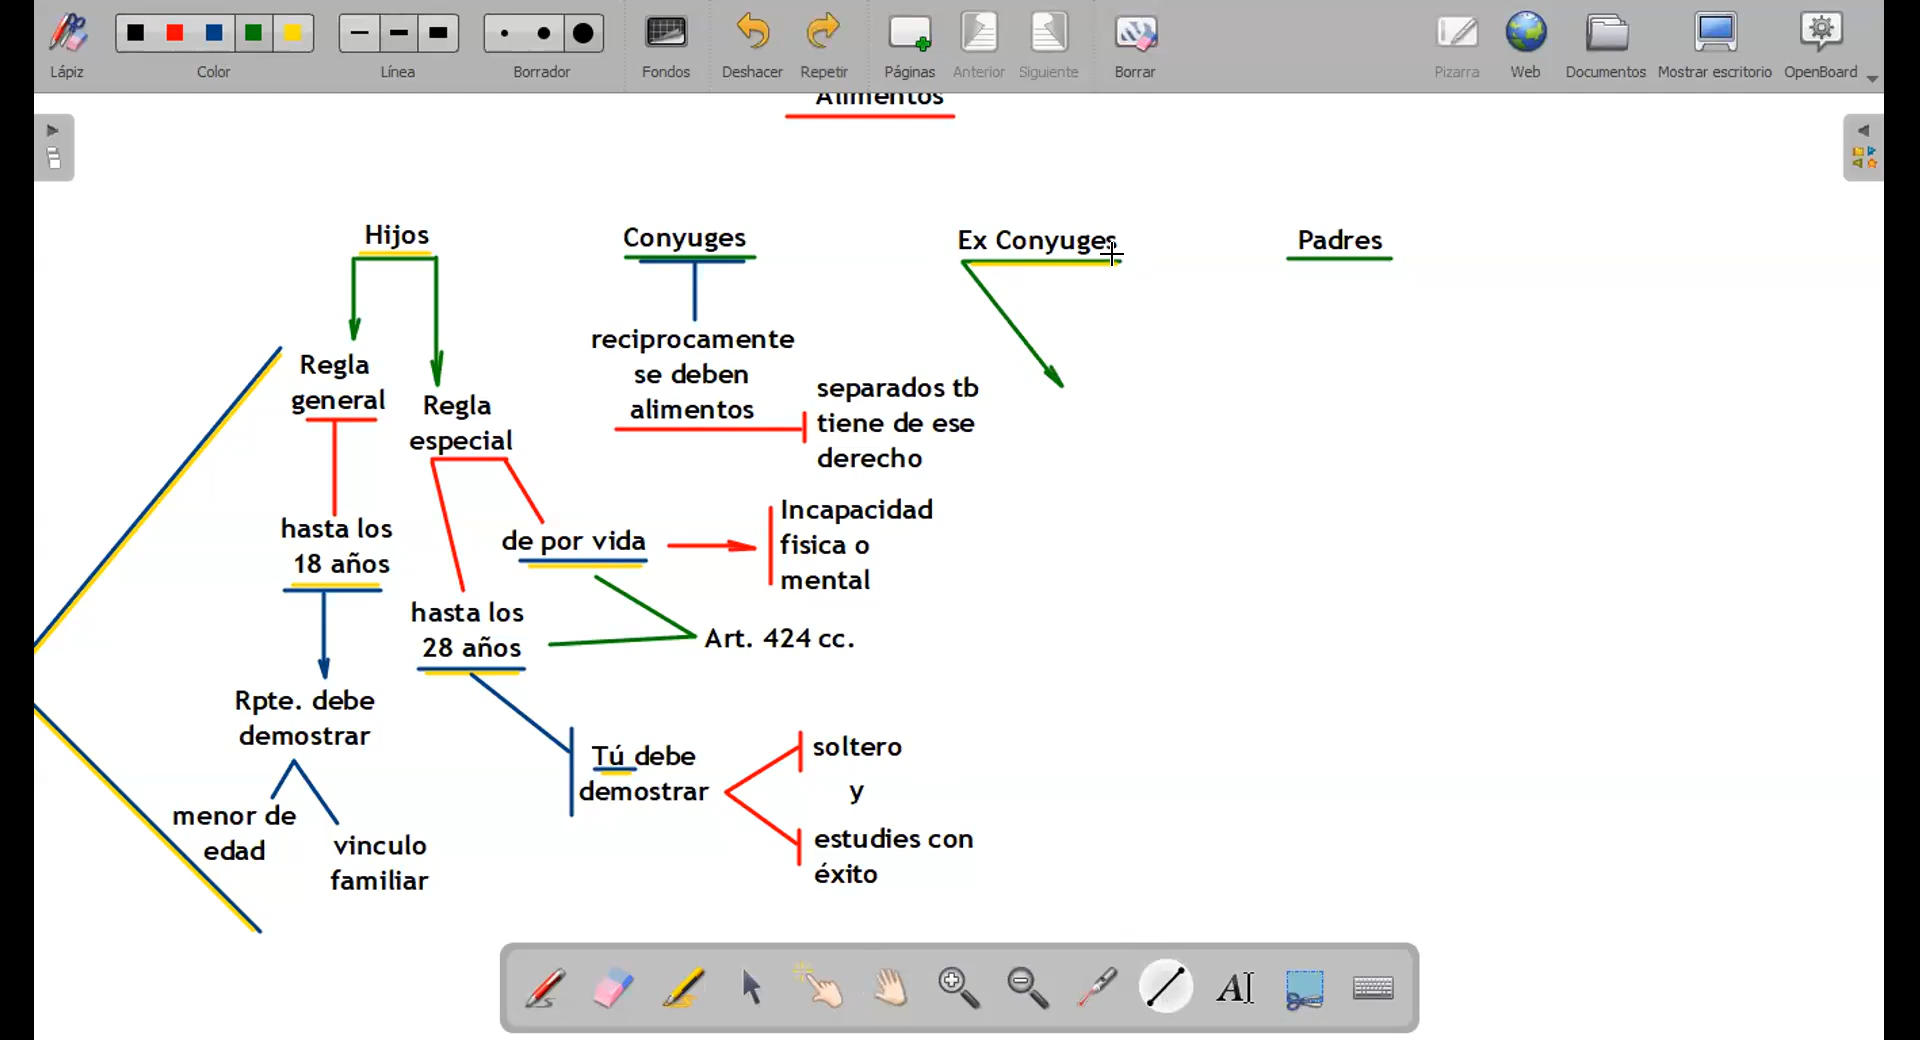 Lápiz
Color
Línea
Borrador
Fondos
Deshacer
Repetir
Páginas
Anterior
Siguiente
Borrar
Pizarra
Web
Documentos
Mostrar escritorio
OpenBoard
Alimentos
Hijos
Conyuges
Ex Conyuges
Padres
Regla
general
Regla
especial
reciprocamente
se deben
alimentos
separados tb
tiene de ese
derecho
hasta los
18 años
de por vida
Incapacidad
fisica o
mental
hasta los
28 años
Art. 424 cc.
Rpte. debe
demostrar
Tú debe
demostrar
soltero
y
estudies con
éxito
menor de
edad
vinculo
familiar
AI